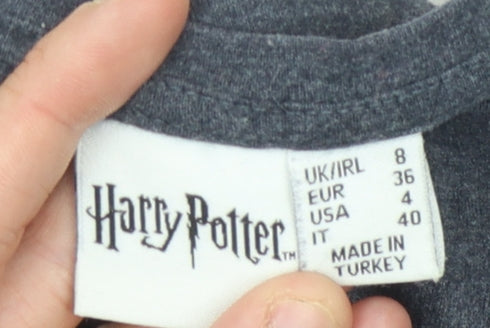 Harry Potter™
UK/IRL 8
EUR 36
USA 4
IT 40
MADE IN
TURKEY